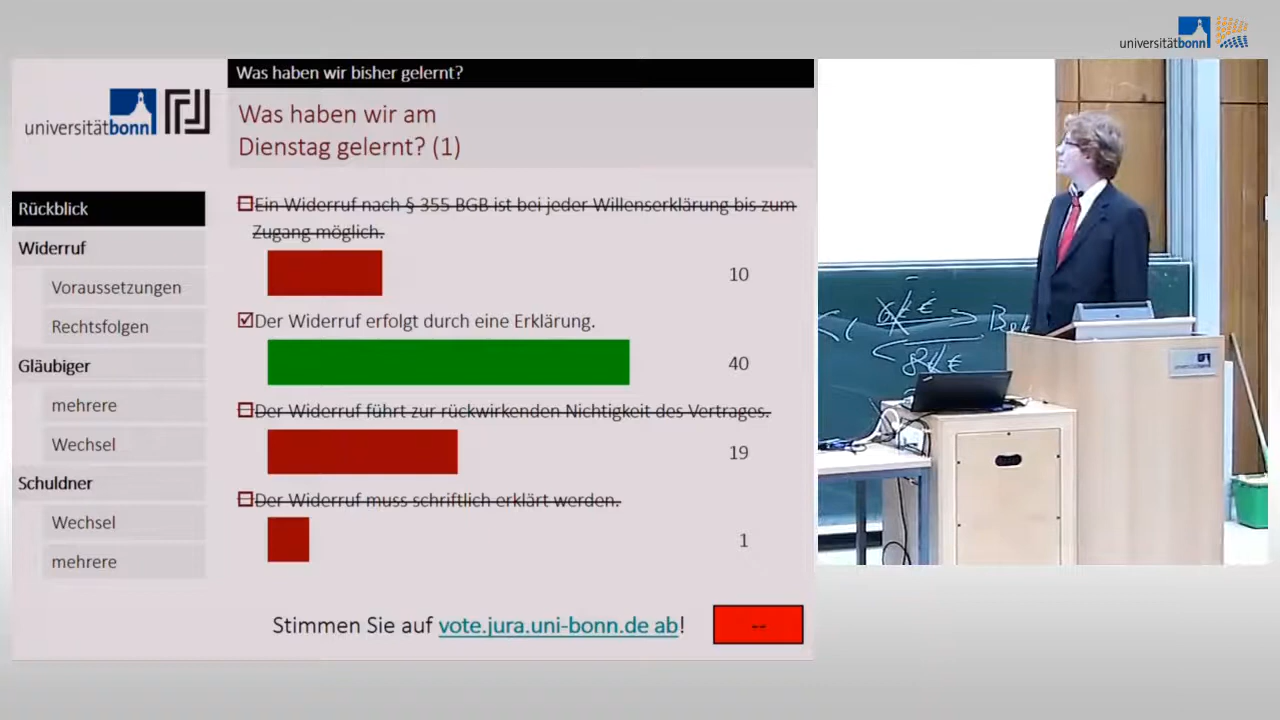 universitätbonn
Was haben wir bisher gelernt?
universitätbonn
Was haben wir am
Dienstag gelernt? (1)
Rückblick
Widerruf
Voraussetzungen
Rechtsfolgen
Gläubiger
mehrere
Wechsel
Schuldner
Wechsel
mehrere
Ein Widerruf nach § 355 BGB ist bei jeder Willenserklärung bis zum
Zugang möglich.
10
Der Widerruf erfolgt durch eine Erklärung.
40
Der Widerruf führt zur rückwirkenden Nichtigkeit des Vertrages.
19
Der Widerruf muss schriftlich erklärt werden.
1
Stimmen Sie auf vote.jura.uni-bonn.de ab!
--